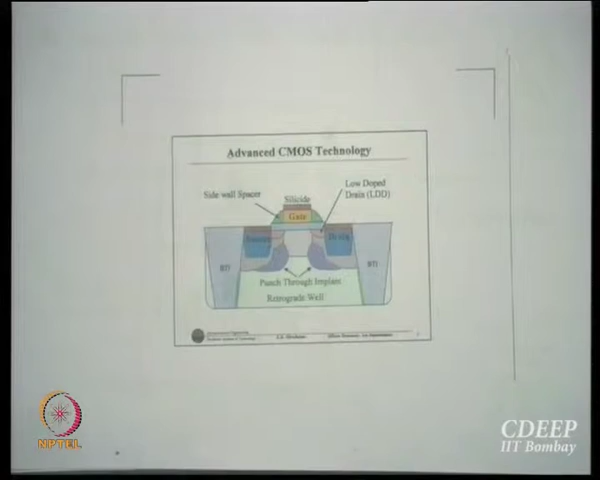 Advanced CMOS Technology
Side wall Spacer
Silicide
Low Doped
Drain (LDD)
Gate
Source
Drain
STI
STI
Punch Through Implant
Retrograde Well
NPTEL
CDEEP
IIT Bombay